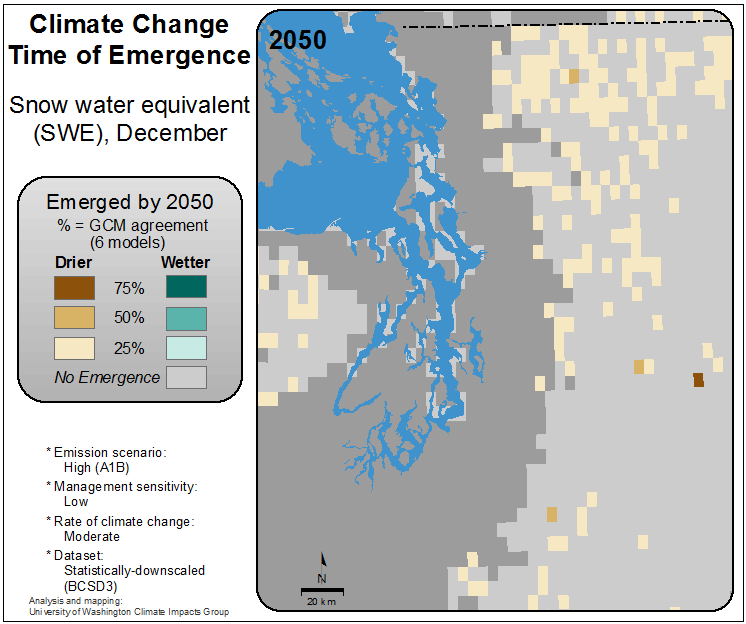 Climate Change
Time of Emergence
Snow water equivalent
(SWE), December
Emerged by 2050
% = GCM agreement
(6 models)
Drier Wetter
75%
50%
25%
No Emergence
* Emission scenario:
High (A1B)
* Management sensitivity:
Low
* Rate of climate change:
Moderate
* Dataset:
Statistically-downscaled
(BCSD3)
Analysis and mapping:
University of Washington Climate Impacts Group
2050
N
20 km